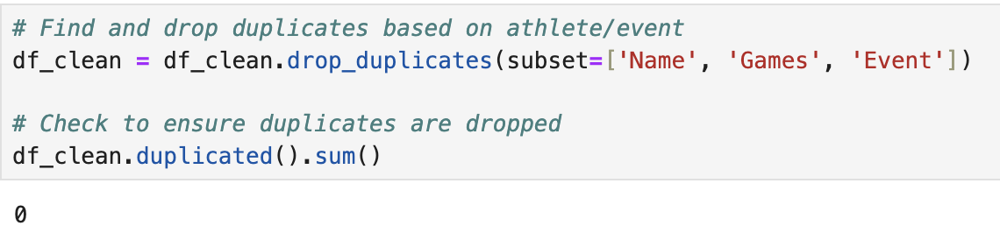 # Find and drop duplicates based on athlete/event
df_clean = df_clean.drop_duplicates(subset=['Name', 'Games', 'Event'])
# Check to ensure duplicates are dropped
df_clean.duplicated().sum()
0